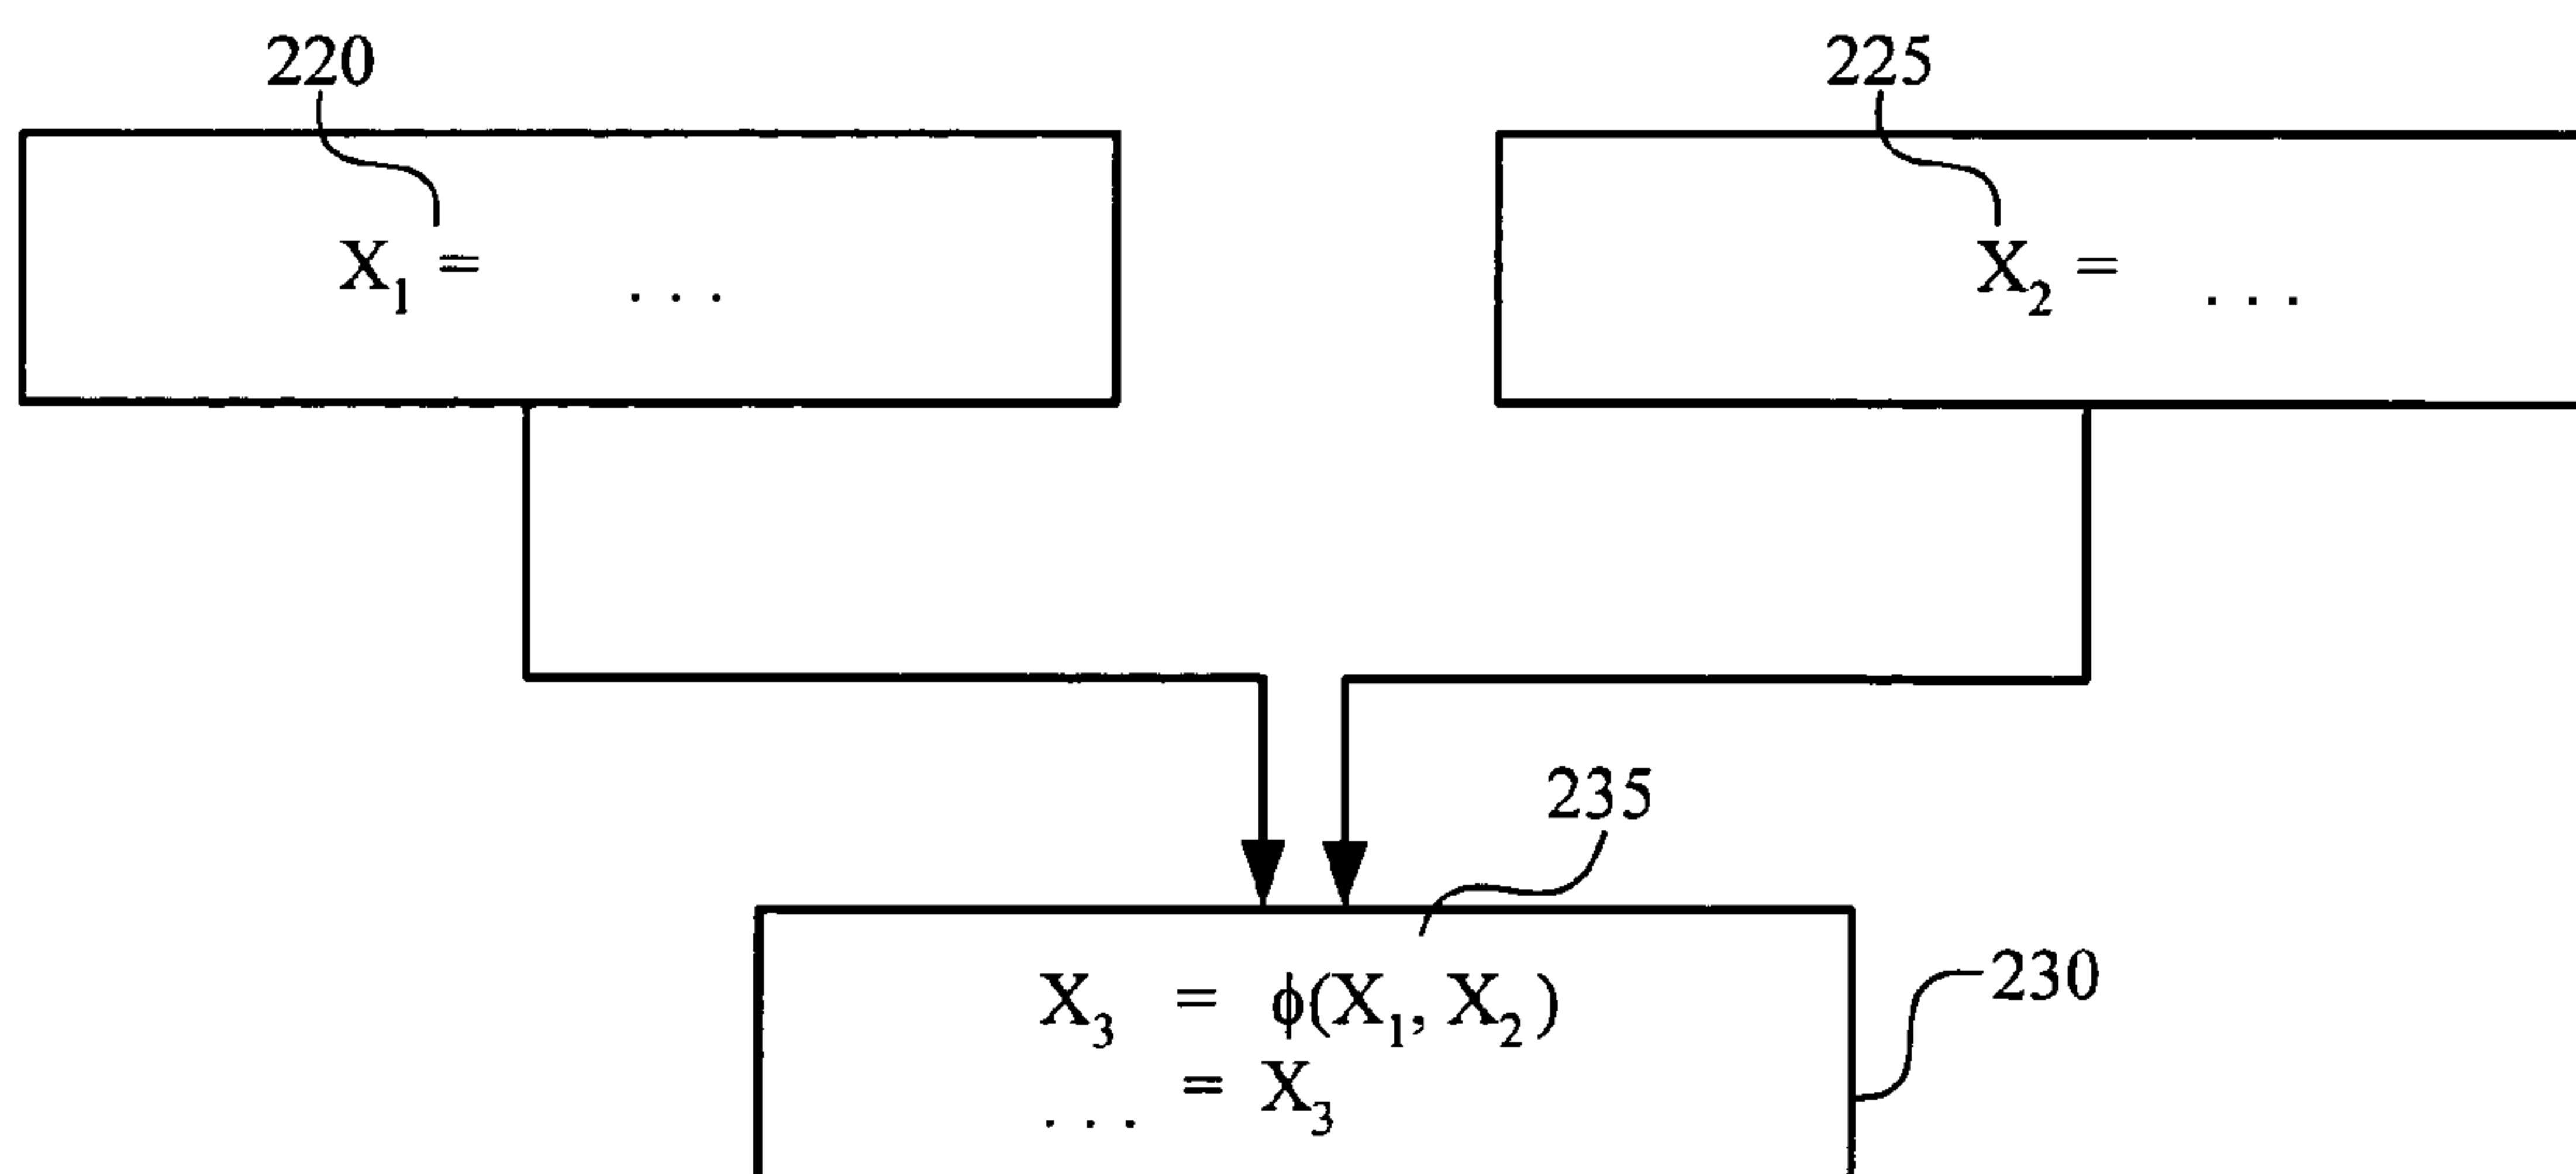 220
225
X₁ = . . .
X₂ = . . .
235
X₃ = ϕ(X₁, X₂)
230
. . . = X₃